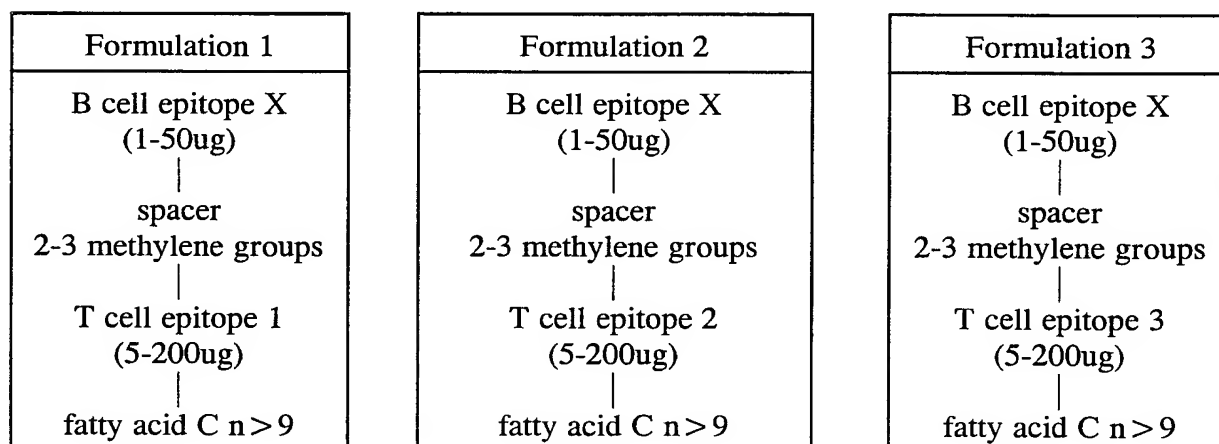 Formulation 1
B cell epitope X
(1-50ug)
spacer
2-3 methylene groups
T cell epitope 1
(5-200ug)
fatty acid C n>9
Formulation 2
B cell epitope X
(1-50ug)
spacer
2-3 methylene groups
T cell epitope 2
(5-200ug)
fatty acid C n>9
Formulation 3
B cell epitope X
(1-50ug)
spacer
2-3 methylene groups
T cell epitope 3
(5-200ug)
fatty acid C n>9